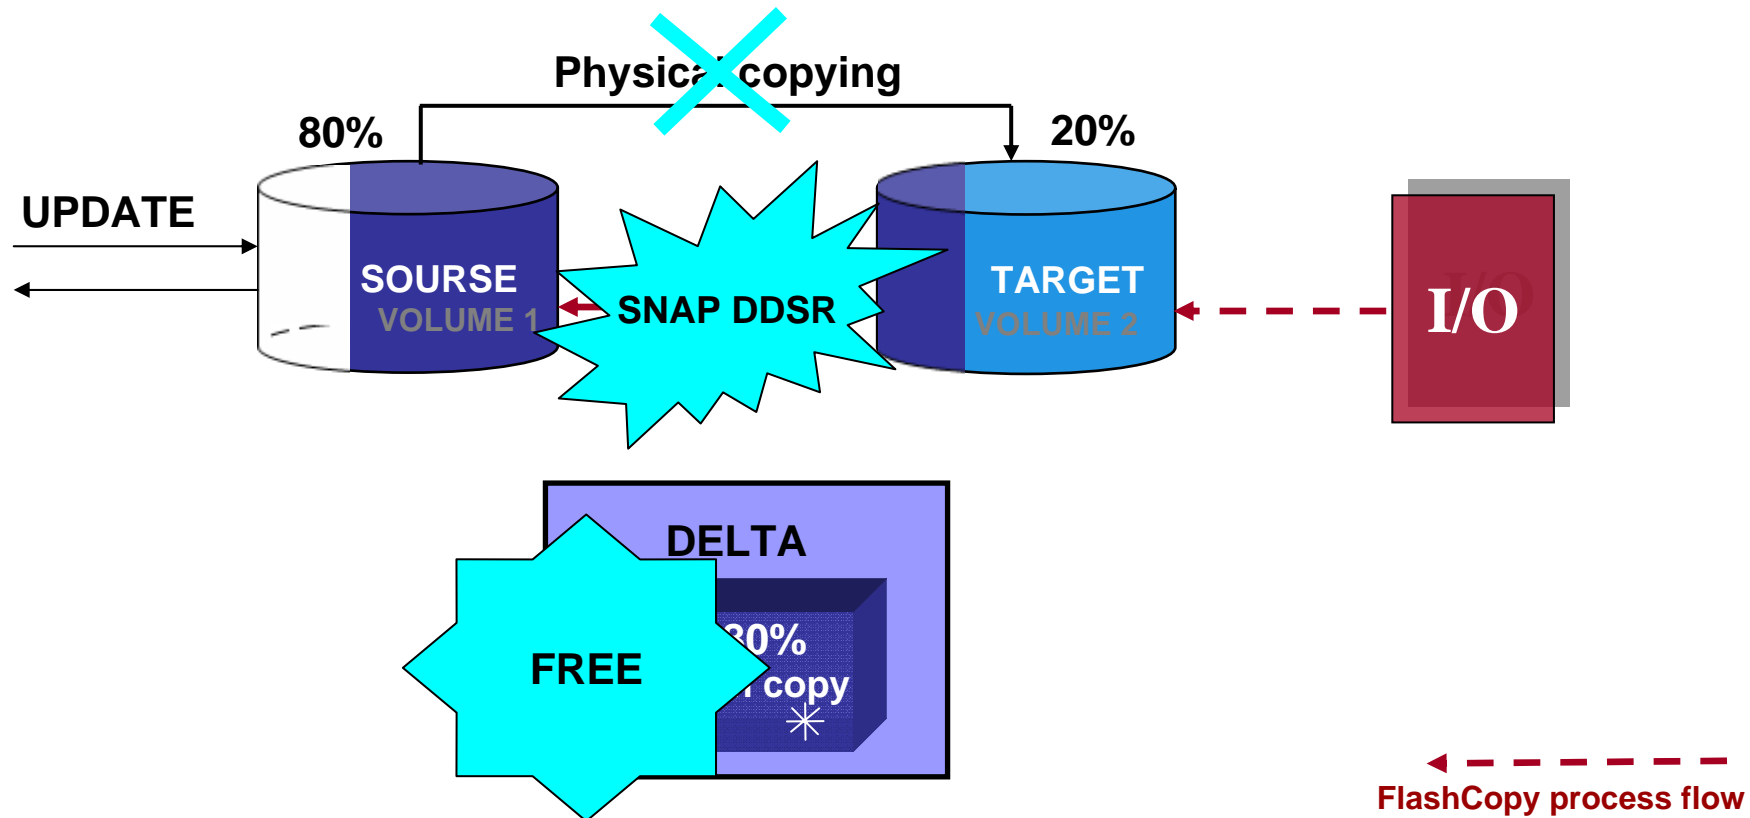 Physical copying
80%
20%
UPDATE
SOURSE
VOLUME 1
SNAP DDSR
TARGET
VOLUME 2
I/O
DELTA
80%
copy
FREE
FlashCopy process flow